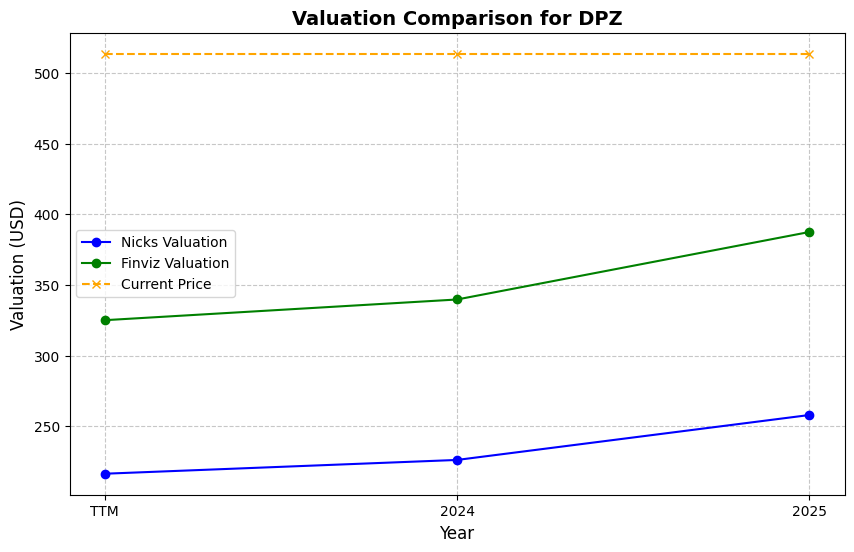 Valuation Comparison for DPZ
Valuation (USD)
500
450
400
350
300
250
Nicks Valuation
Finviz Valuation
Current Price
TTM
2024
2025
Year